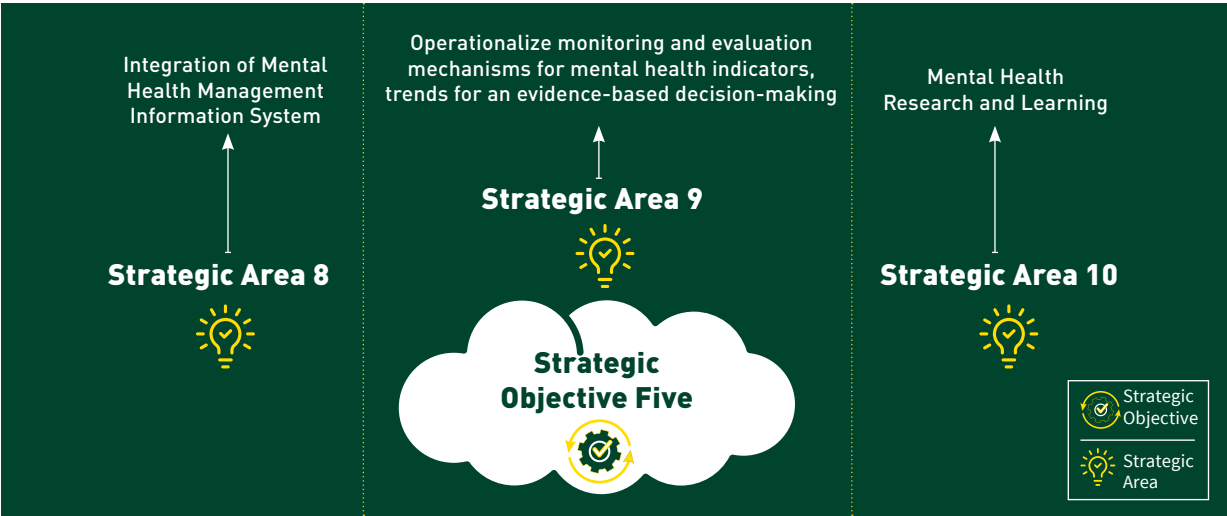 Integration of Mental
Health Management
Information System
Strategic Area 8
Operationalize monitoring and evaluation
mechanisms for mental health indicators,
trends for an evidence-based decision-making
Strategic Area 9
Strategic
Objective Five
Mental Health
Research and Learning
Strategic Area 10
Strategic
Objective
Strategic
Area